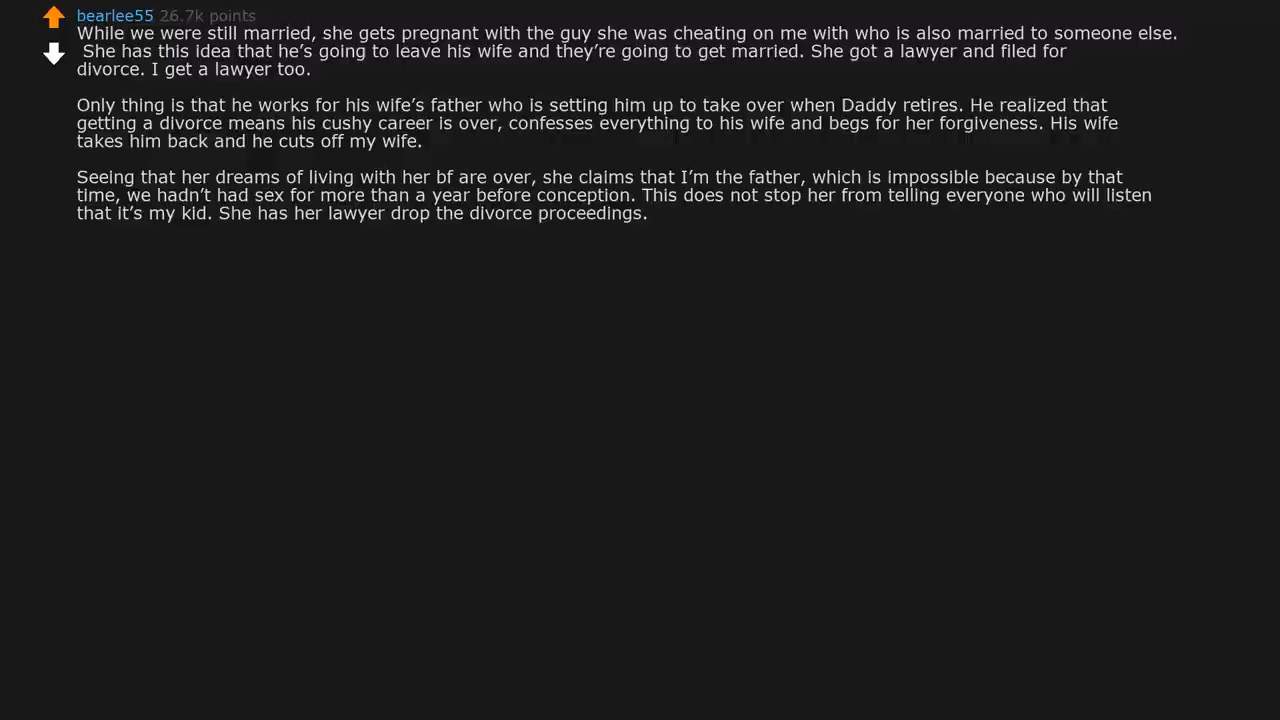 bearlee55 26.7k points
While we were still married, she gets pregnant with the guy she was cheating on me with who is also married to someone else.
She has this idea that he’s going to leave his wife and they’re going to get married. She got a lawyer and filed for
divorce. I get a lawyer too.
Only thing is that he works for his wife’s father who is setting him up to take over when Daddy retires. He realized that
getting a divorce means his cushy career is over, confesses everything to his wife and begs for her forgiveness. His wife
takes him back and he cuts off my wife.
Seeing that her dreams of living with her bf are over, she claims that I’m the father, which is impossible because by that
time, we hadn’t had sex for more than a year before conception. This does not stop her from telling everyone who will listen
that it’s my kid. She has her lawyer drop the divorce proceedings.